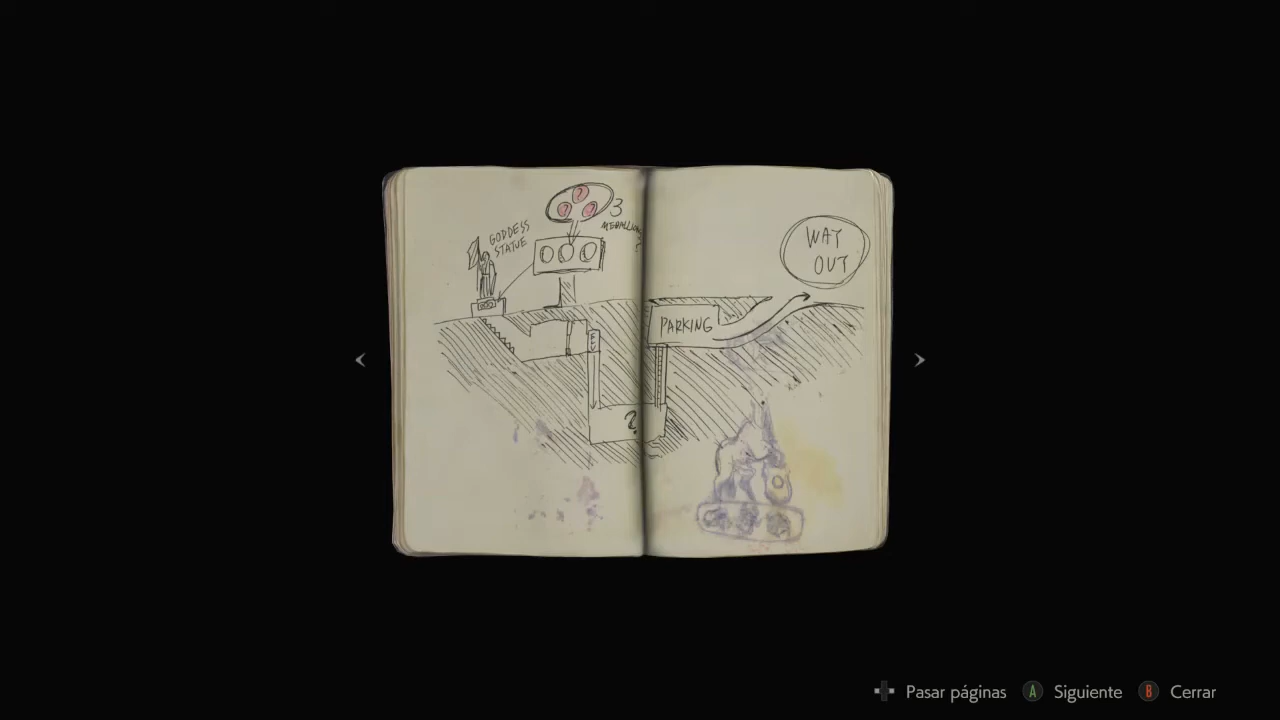 3
MEDALLIONS
?
GODDESS
STATUE
? ? ?
WAY
OUT
PARKING
?
Pasar páginas
A Siguiente
B Cerrar